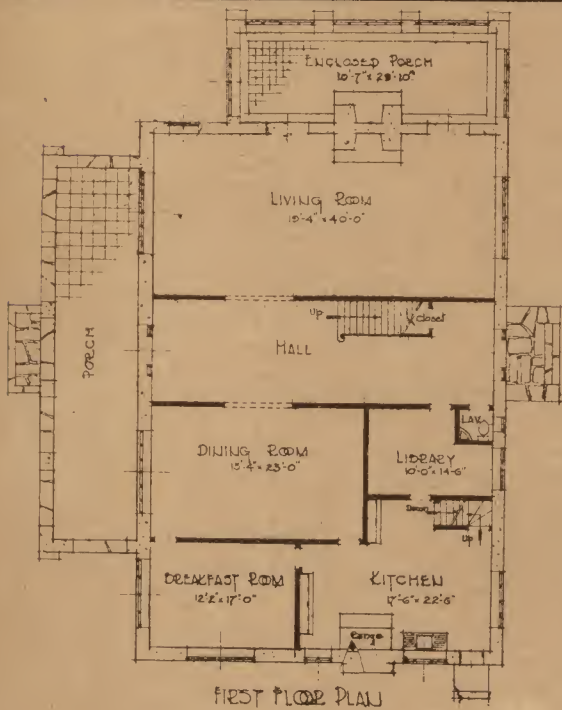 ENCLOSED PORCH
10'-7" x 29'-10"
LIVING ROOM
19'-4" x 40'-0"
Up
Closet
HALL
PORCH
LAV.
DINING ROOM
15'-4" x 23'-0"
LIBRARY
10'-0" x 14'-6"
Down
Up
BREAKFAST ROOM
12'2" x 17'-0"
KITCHEN
17'-6" x 22'-6"
Range
FIRST FLOOR PLAN